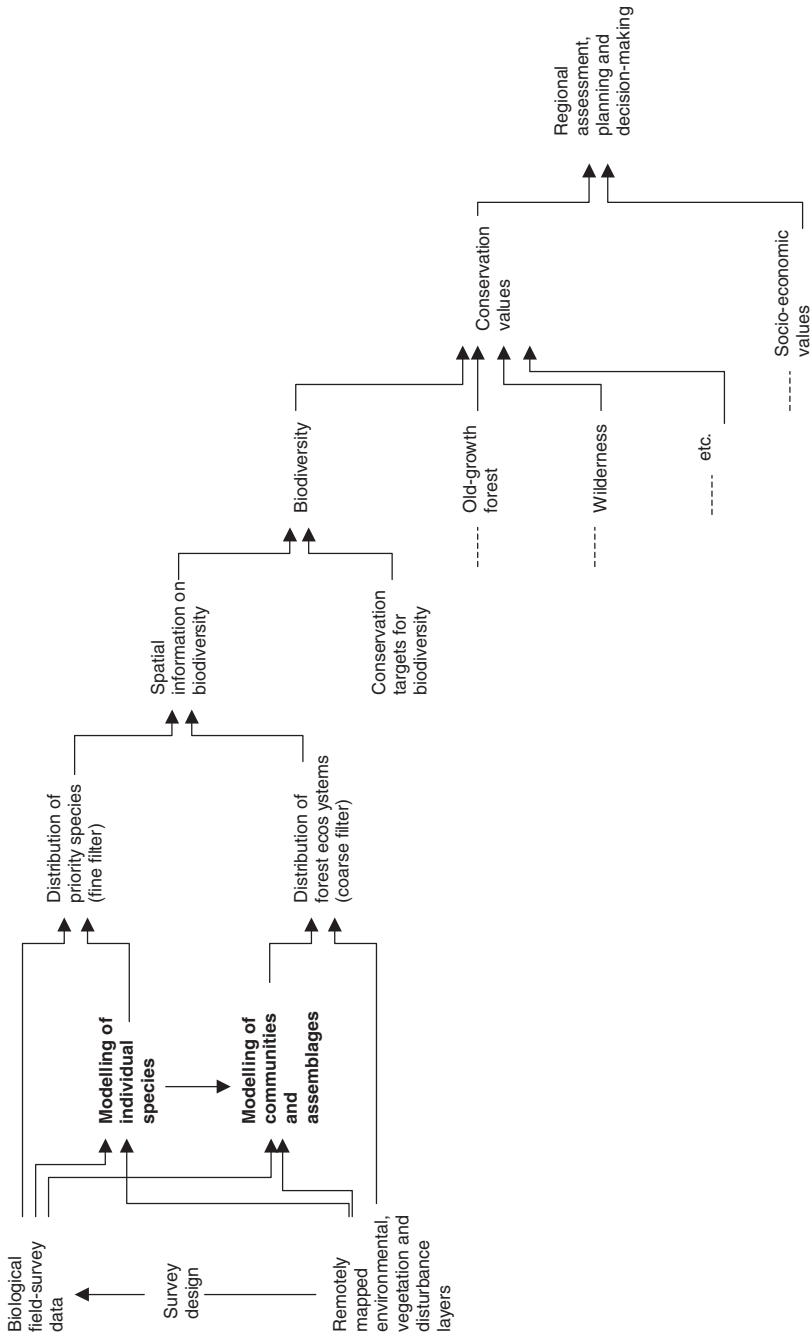 Biological
field-survey
data
Survey
design
Remotely
mapped
environmental,
vegetation and
disturbance
layers
Modelling of
individual
species
Modelling of
communities
and
assemblages
Distribution of
priority species
(fine filter)
Distribution of
forest ecos ystems
(coarse filter)
Spatial
information on
biodiversity
Conservation
targets for
biodiversity
Biodiversity
Old-growth
forest
Wilderness
etc.
Conservation
values
Socio-economic
values
Regional
assessment,
planning and
decision-making